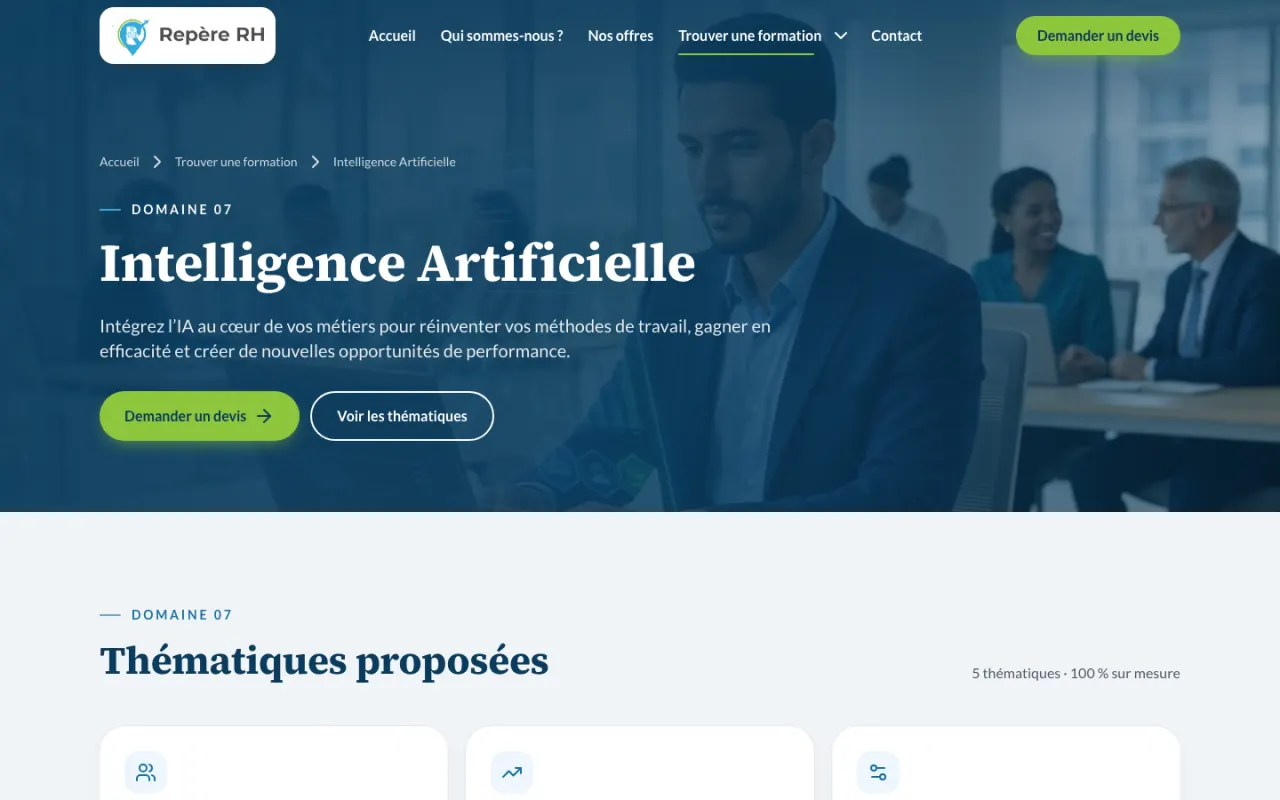 Repère RH
Accueil
Qui sommes-nous ?
Nos offres
Trouver une formation
Contact
Demander un devis
Accueil
Trouver une formation
Intelligence Artificielle
DOMAINE 07
Intelligence Artificielle
Intégrez l’IA au cœur de vos métiers pour réinventer vos méthodes de travail, gagner en
efficacité et créer de nouvelles opportunités de performance.
Demander un devis
Voir les thématiques
DOMAINE 07
Thématiques proposées
5 thématiques · 100 % sur mesure